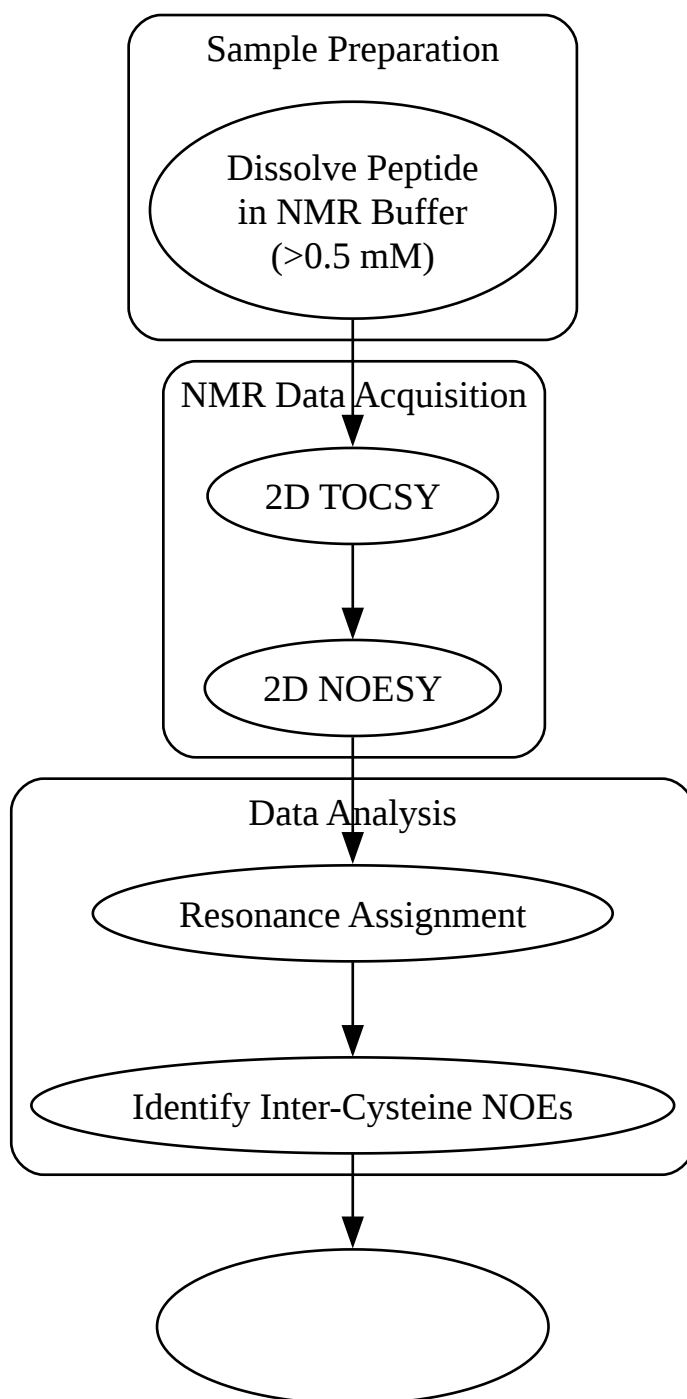 Sample Preparation
Dissolve Peptide
in NMR Buffer
(>0.5 mM)
NMR Data Acquisition
2D TOCSY
2D NOESY
Data Analysis
Resonance Assignment
Identify Inter-Cysteine NOEs